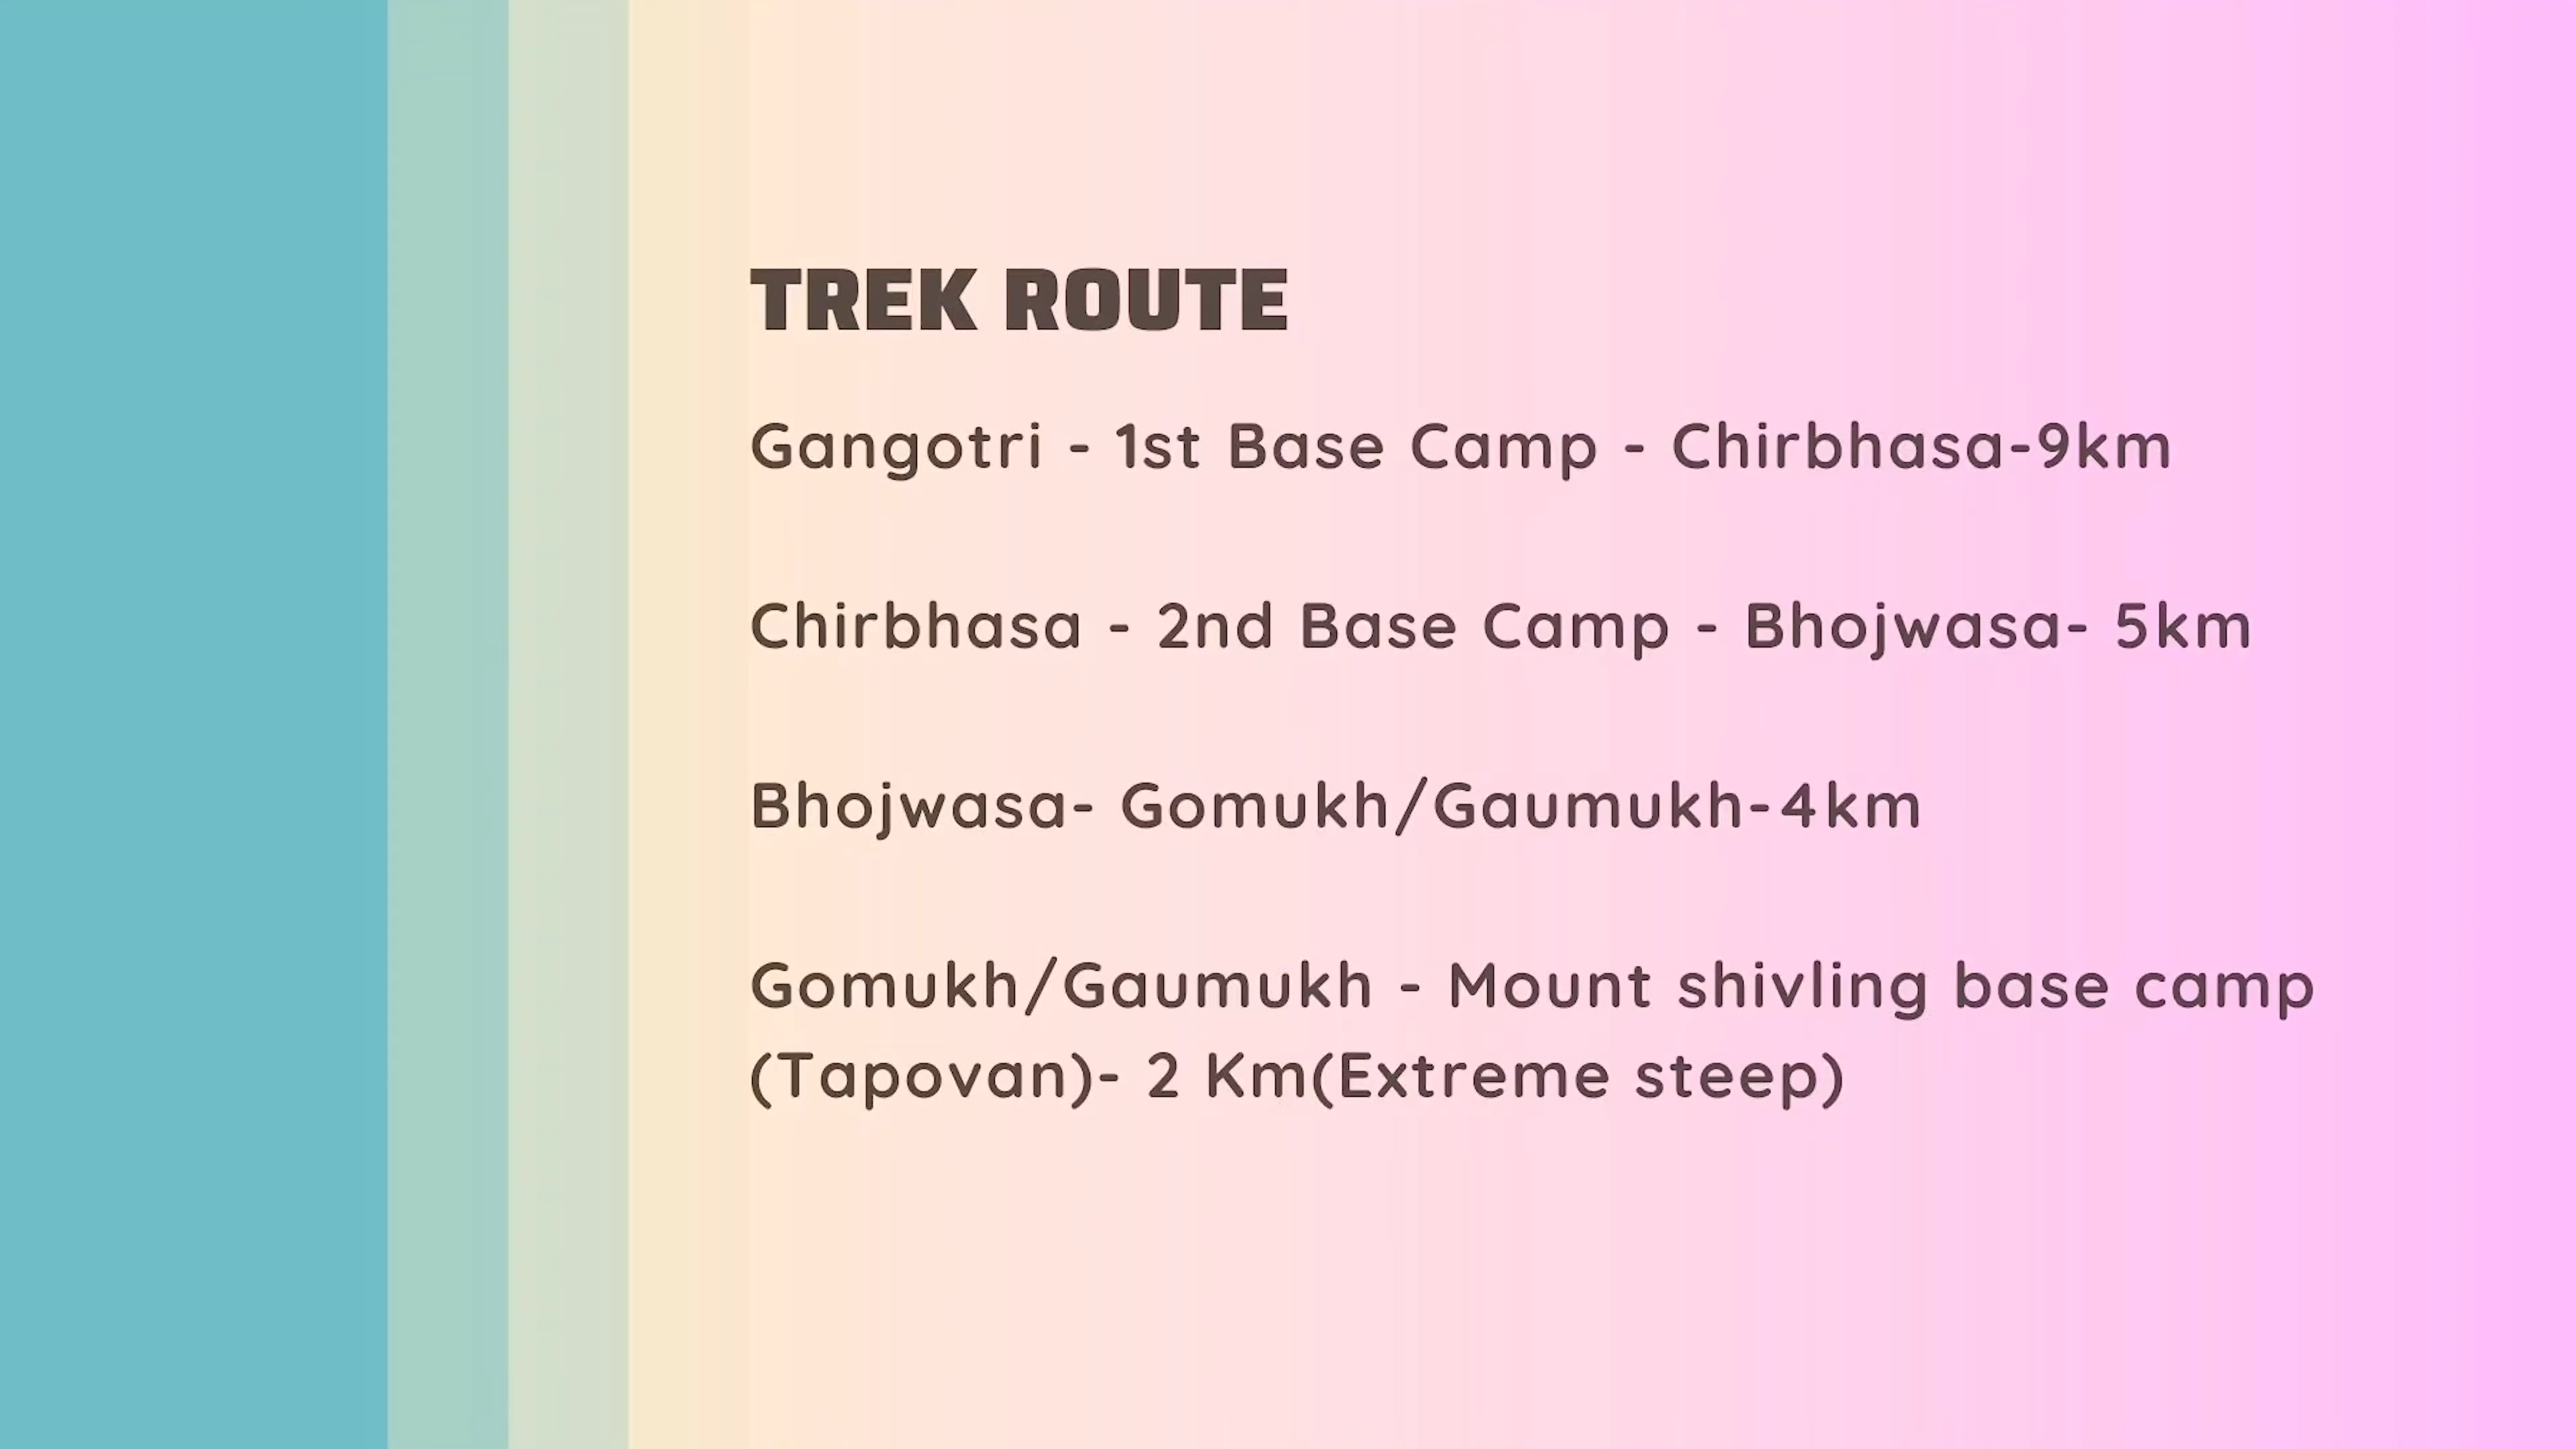 TREK ROUTE
Gangotri - 1st Base Camp - Chirbhasa-9km
Chirbhasa - 2nd Base Camp - Bhojwasa- 5km
Bhojwasa- Gomukh/Gaumukh-4km
Gomukh/Gaumukh - Mount shivling base camp
(Tapovan)- 2 Km(Extreme steep)